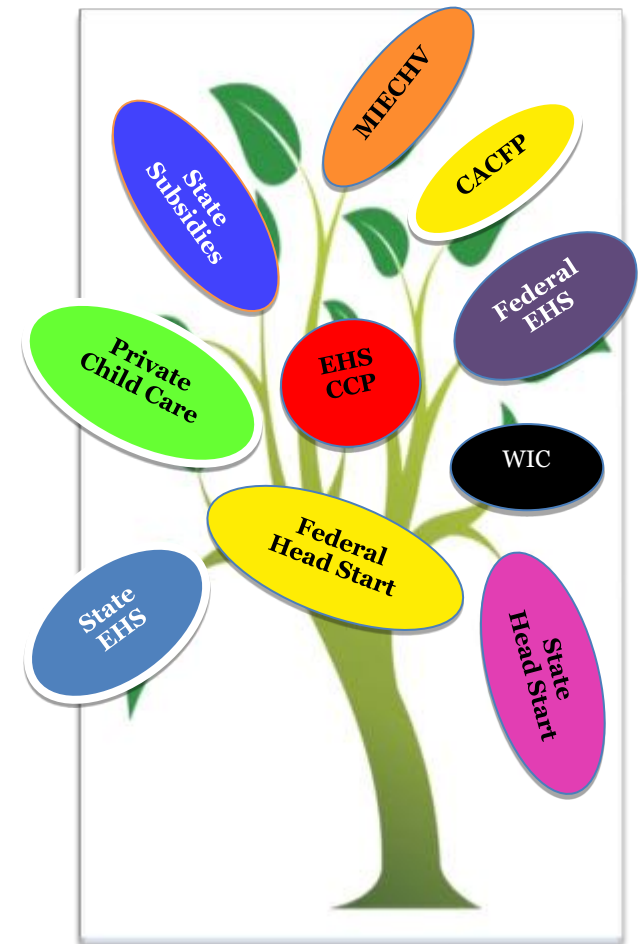 MIECHV
CACFP
State
Subsidies
Federal
EHS
Private
Child Care
EHS
CCP
WIC
Federal
Head Start
State
EHS
State
Head Start